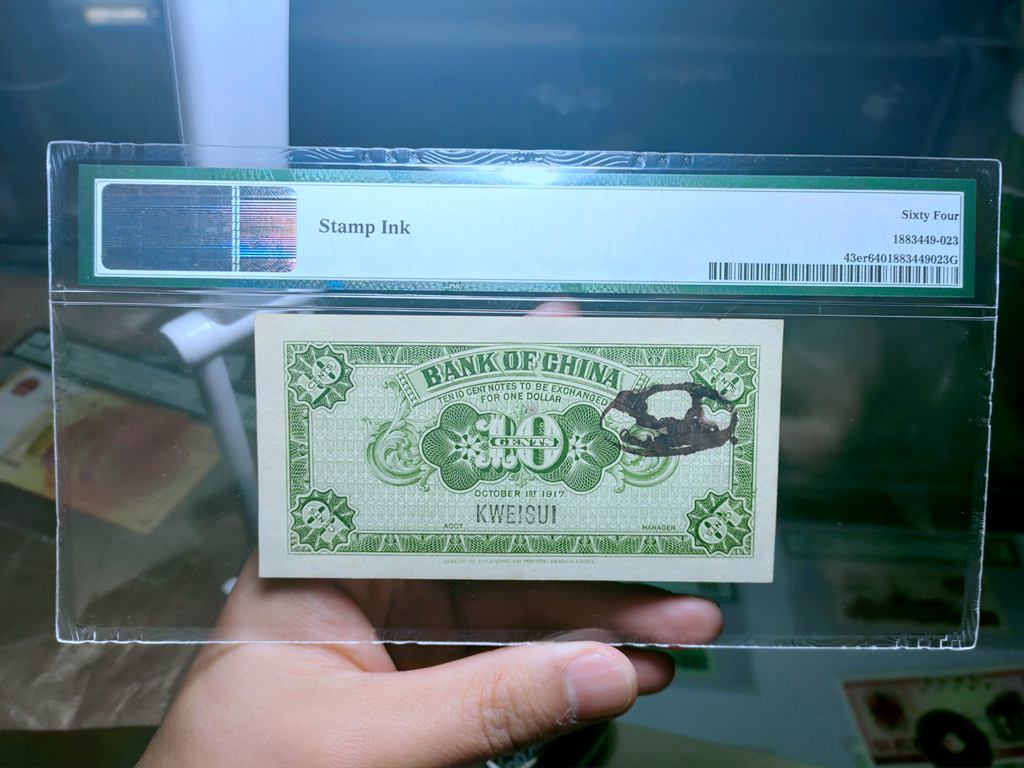 Stamp Ink
Sixty Four
1883449-023
43er6401883449023G
BANK OF CHINA
TEN 10 CENT NOTES TO BE EXCHANGED
FOR ONE DOLLAR
10
CENTS
OCTOBER 1ST 1917
KWEISUI
ACCT. MANAGER